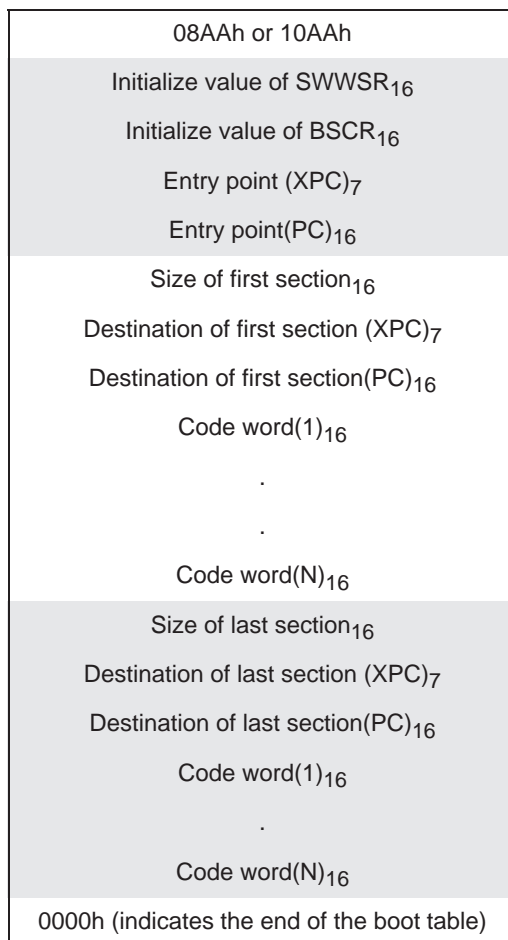 08AAh or 10AAh
Initialize value of SWWSR16
Initialize value of BSCR16
Entry point (XPC)7
Entry point(PC)16
Size of first section16
Destination of first section (XPC)7
Destination of first section(PC)16
Code word(1)16
.
.
Code word(N)16
Size of last section16
Destination of last section (XPC)7
Destination of last section(PC)16
Code word(1)16
.
Code word(N)16
0000h (indicates the end of the boot table)